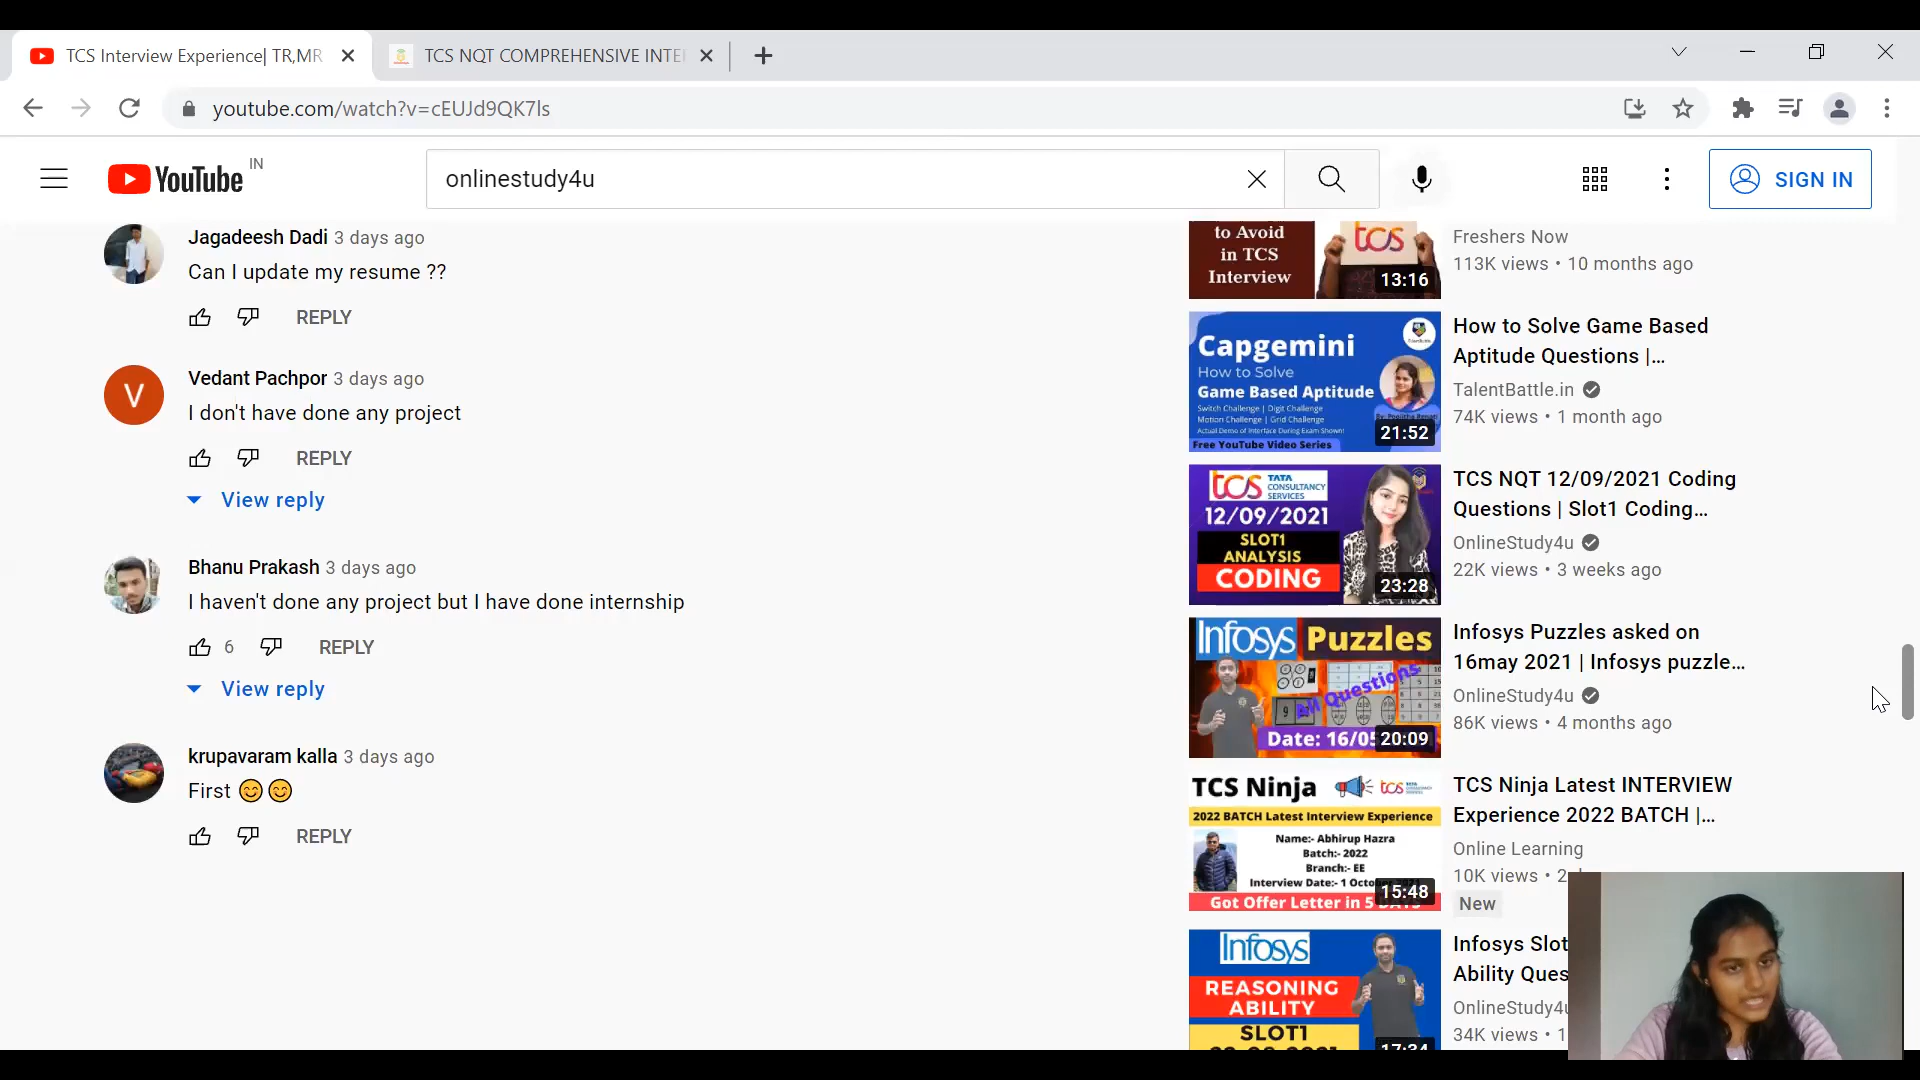 TCS Interview Experience| TR,MR
TCS NQT COMPREHENSIVE INTE
youtube.com/watch?v=cEUJd9QK7ls
YouTube IN
onlinestudy4u
SIGN IN
Jagadeesh Dadi 3 days ago
Can I update my resume ??
REPLY
Vedant Pachpor 3 days ago
V
I don't have done any project
REPLY
View reply
Bhanu Prakash 3 days ago
I haven't done any project but I have done internship
6 REPLY
View reply
krupavaram kalla 3 days ago
First 😊😊
REPLY
to Avoid
in TCS
Interview
tcs
13:16
Freshers Now
113K views • 10 months ago
Capgemini
How to Solve
Game Based Aptitude
Switch Challenge | Digit Challenge
Motion Challenge | Grid Challenge
Actual Demo of Interface During Exam Shown!
Free YouTube Video Series
21:52
How to Solve Game Based
Aptitude Questions |...
TalentBattle.in
74K views • 1 month ago
tcs TATA
CONSULTANCY
SERVICES
12/09/2021
SLOT1
ANALYSIS
CODING
23:28
TCS NQT 12/09/2021 Coding
Questions | Slot1 Coding...
OnlineStudy4u
22K views • 3 weeks ago
Infosys Puzzles
All Questions
Date: 16/05
20:09
Infosys Puzzles asked on
16may 2021 | Infosys puzzle...
OnlineStudy4u
86K views • 4 months ago
TCS Ninja
tcs
2022 BATCH Latest Interview Experience
Name:- Abhirup Hazra
Batch:- 2022
Branch:- EE
Interview Date:- 1 Octo
Got Offer Letter in 5
15:48
TCS Ninja Latest INTERVIEW
Experience 2022 BATCH |...
Online Learning
10K views • 2
New
Infosys
REASONING
ABILITY
SLOT1
17:34
Infosys Slot
Ability Ques
OnlineStudy4u
34K views • 1